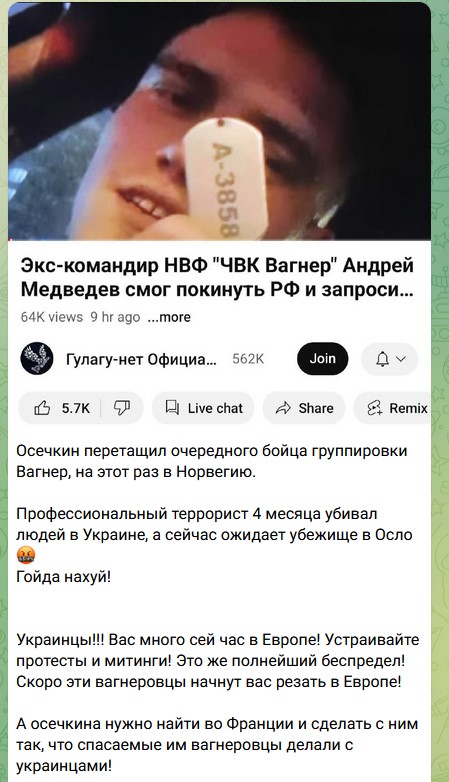 A-3858
Экс-командир НВФ "ЧВК Вагнер" Андрей
Медведев смог покинуть РФ и запроси...
64K views 9 hr ago ...more
Гулагу-нет Официа... 562K Join
5.7K Live chat Share Remix
Осечкин перетащил очередного бойца группировки
Вагнер, на этот раз в Норвегию.
Профессиональный террорист 4 месяца убивал
людей в Украине, а сейчас ожидает убежище в Осло
🤬
Гойда нахуй!
Украинцы!!! Вас много сей час в Европе! Устраивайте
протесты и митинги! Это же полнейший беспредел!
Скоро эти вагнеровцы начнут вас резать в Европе!
А осечкина нужно найти во Франции и сделать с ним
так, что спасаемые им вагнеровцы делали с
украинцами!